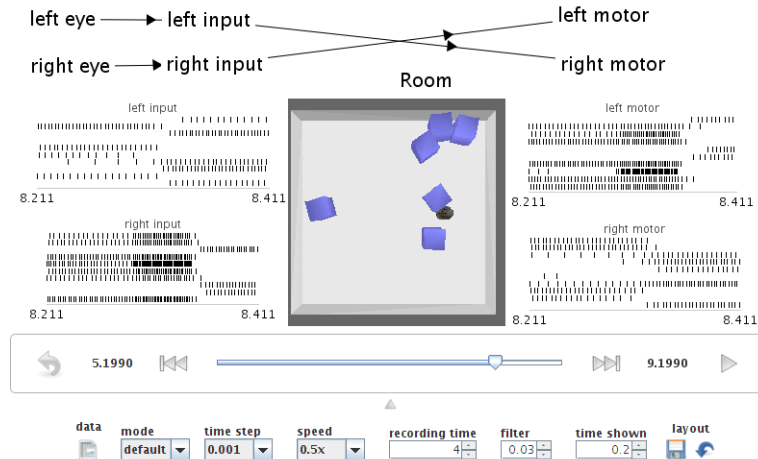 left eye left input left motor
right eye right input right motor
Room
left input left motor
8.211 8.411 8.211 8.411
right input right motor
8.211 8.411 8.211 8.411
5.1990 9.1990
data mode time step speed recording time filter time shown layout
default 0.001 0.5x 4 0.03 0.2